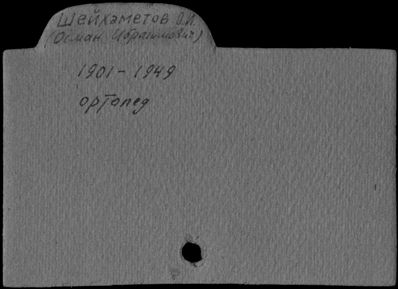 Шейхаметов О.И.
(Осман Ибрагимович)
1901-1949
ортопед